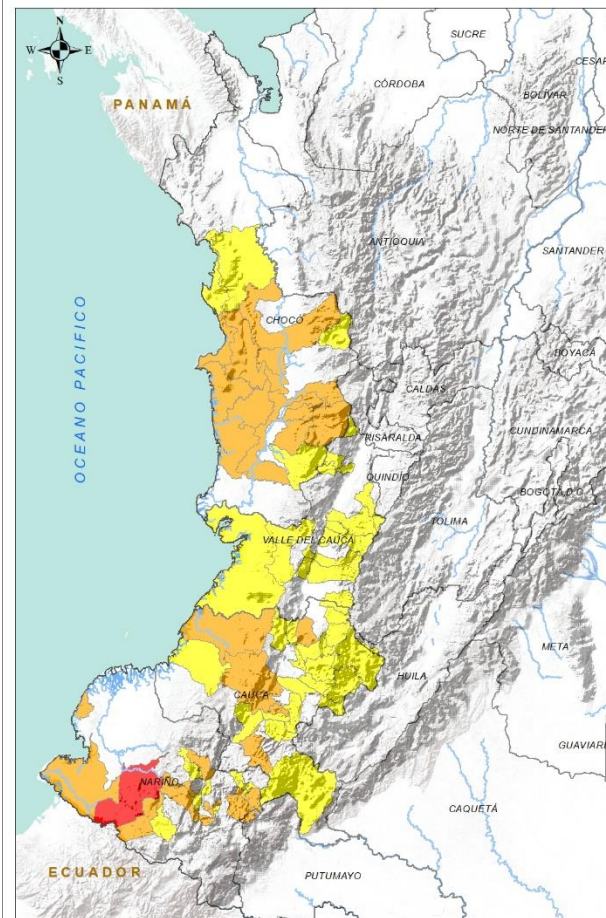 SUCRE
N
W E
S
CÓRDOBA
CESAR
PANAMÁ
BOLÍVAR
NORTE DE SANTANDER
ANTIOQUIA
SANTANDER
CHOCÓ
BOYACÁ
OCEANO PACIFICO
CALDAS
RISARALDA
CUNDINAMARCA
QUINDÍO
BOGOTÁ D.C.
TOLIMA
VALLE DEL CAUCA
META
HUILA
CAUCA
GUAVIARE
NARIÑO
CAQUETÁ
ECUADOR
PUTUMAYO